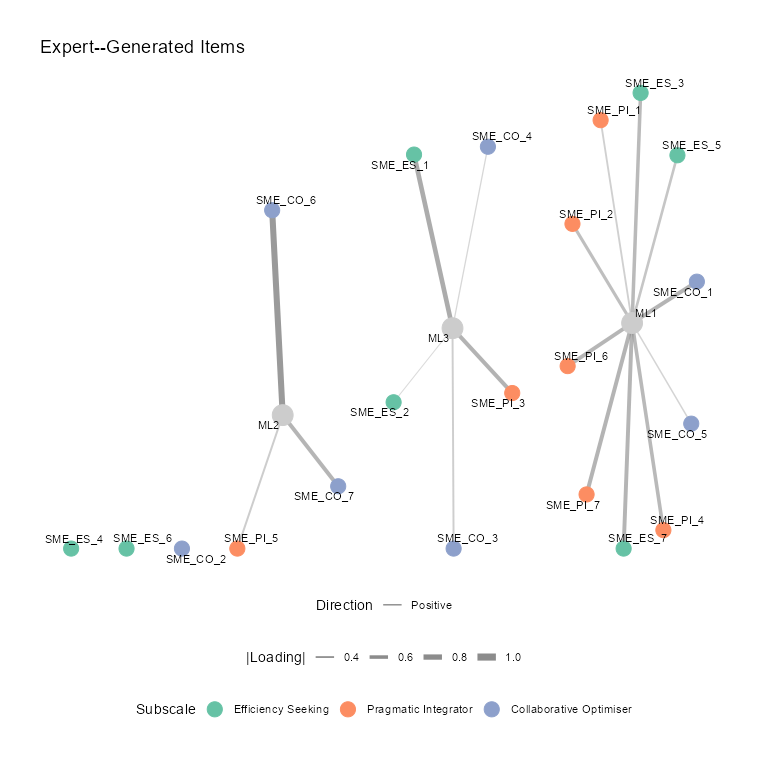 Expert--Generated Items
SME_ES_3
SME_PI_1
SME_CO_4
SME_ES_5
SME_ES_1
SME_CO_6
SME_PI_2
SME_CO_1
ML1
ML3
SME_PI_6
SME_PI_3
SME_ES_2
ML2
SME_CO_5
SME_CO_7
SME_PI_7
SME_PI_4
SME_ES_4
SME_ES_6
SME_CO_2
SME_PI_5
SME_CO_3
SME_ES_7
Direction Positive
|Loading| 0.4 0.6 0.8 1.0
Subscale Efficiency Seeking Pragmatic Integrator Collaborative Optimiser